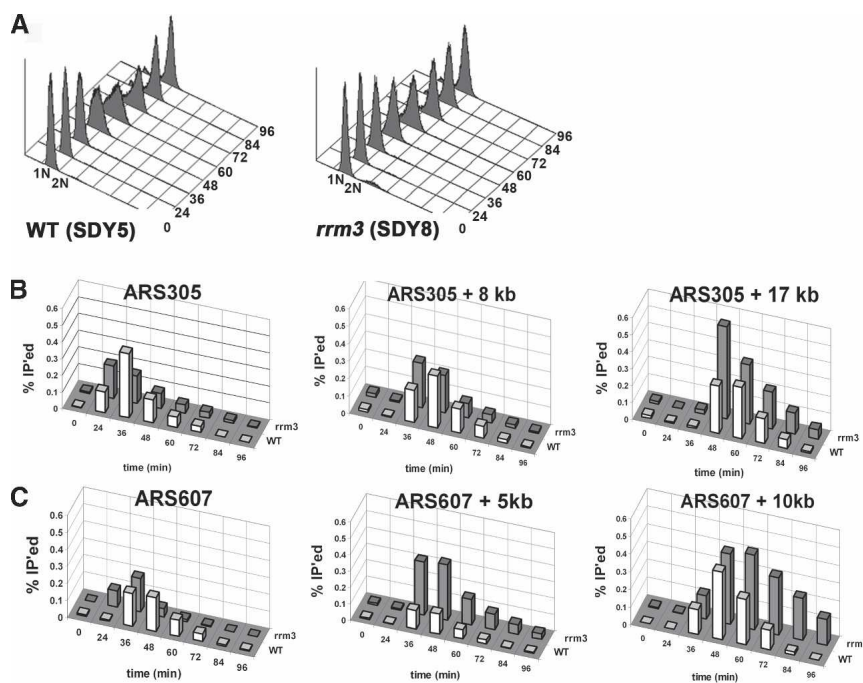 A
1N 2N
0 24 36 48 60 72 84 96
WT (SDY5)
1N 2N
0 24 36 48 60 72 84 96
rrm3 (SDY8)
B
ARS305
% IP'ed
0.6
0.5
0.4
0.3
0.2
0.1
0
0 24 36 48 60 72 84 96
rrm3
WT
time (min)
ARS305 + 8 kb
% IP'ed
0.6
0.5
0.4
0.3
0.2
0.1
0
0 24 36 48 60 72 84 96
rrm3
WT
time (min)
ARS305 + 17 kb
% IP'ed
0.6
0.5
0.4
0.3
0.2
0.1
0
0 24 36 48 60 72 84 96
rrm3
WT
time (min)
C
ARS607
% IP'ed
0.6
0.5
0.4
0.3
0.2
0.1
0
0 24 36 48 60 72 84 96
rrm3
WT
time (min)
ARS607 + 5kb
% IP'ed
0.6
0.5
0.4
0.3
0.2
0.1
0
0 24 36 48 60 72 84 96
rrm3
WT
time (min)
ARS607 + 10kb
% IP'ed
0.6
0.5
0.4
0.3
0.2
0.1
0
0 24 36 48 60 72 84 96
rrm
WT
time (min)